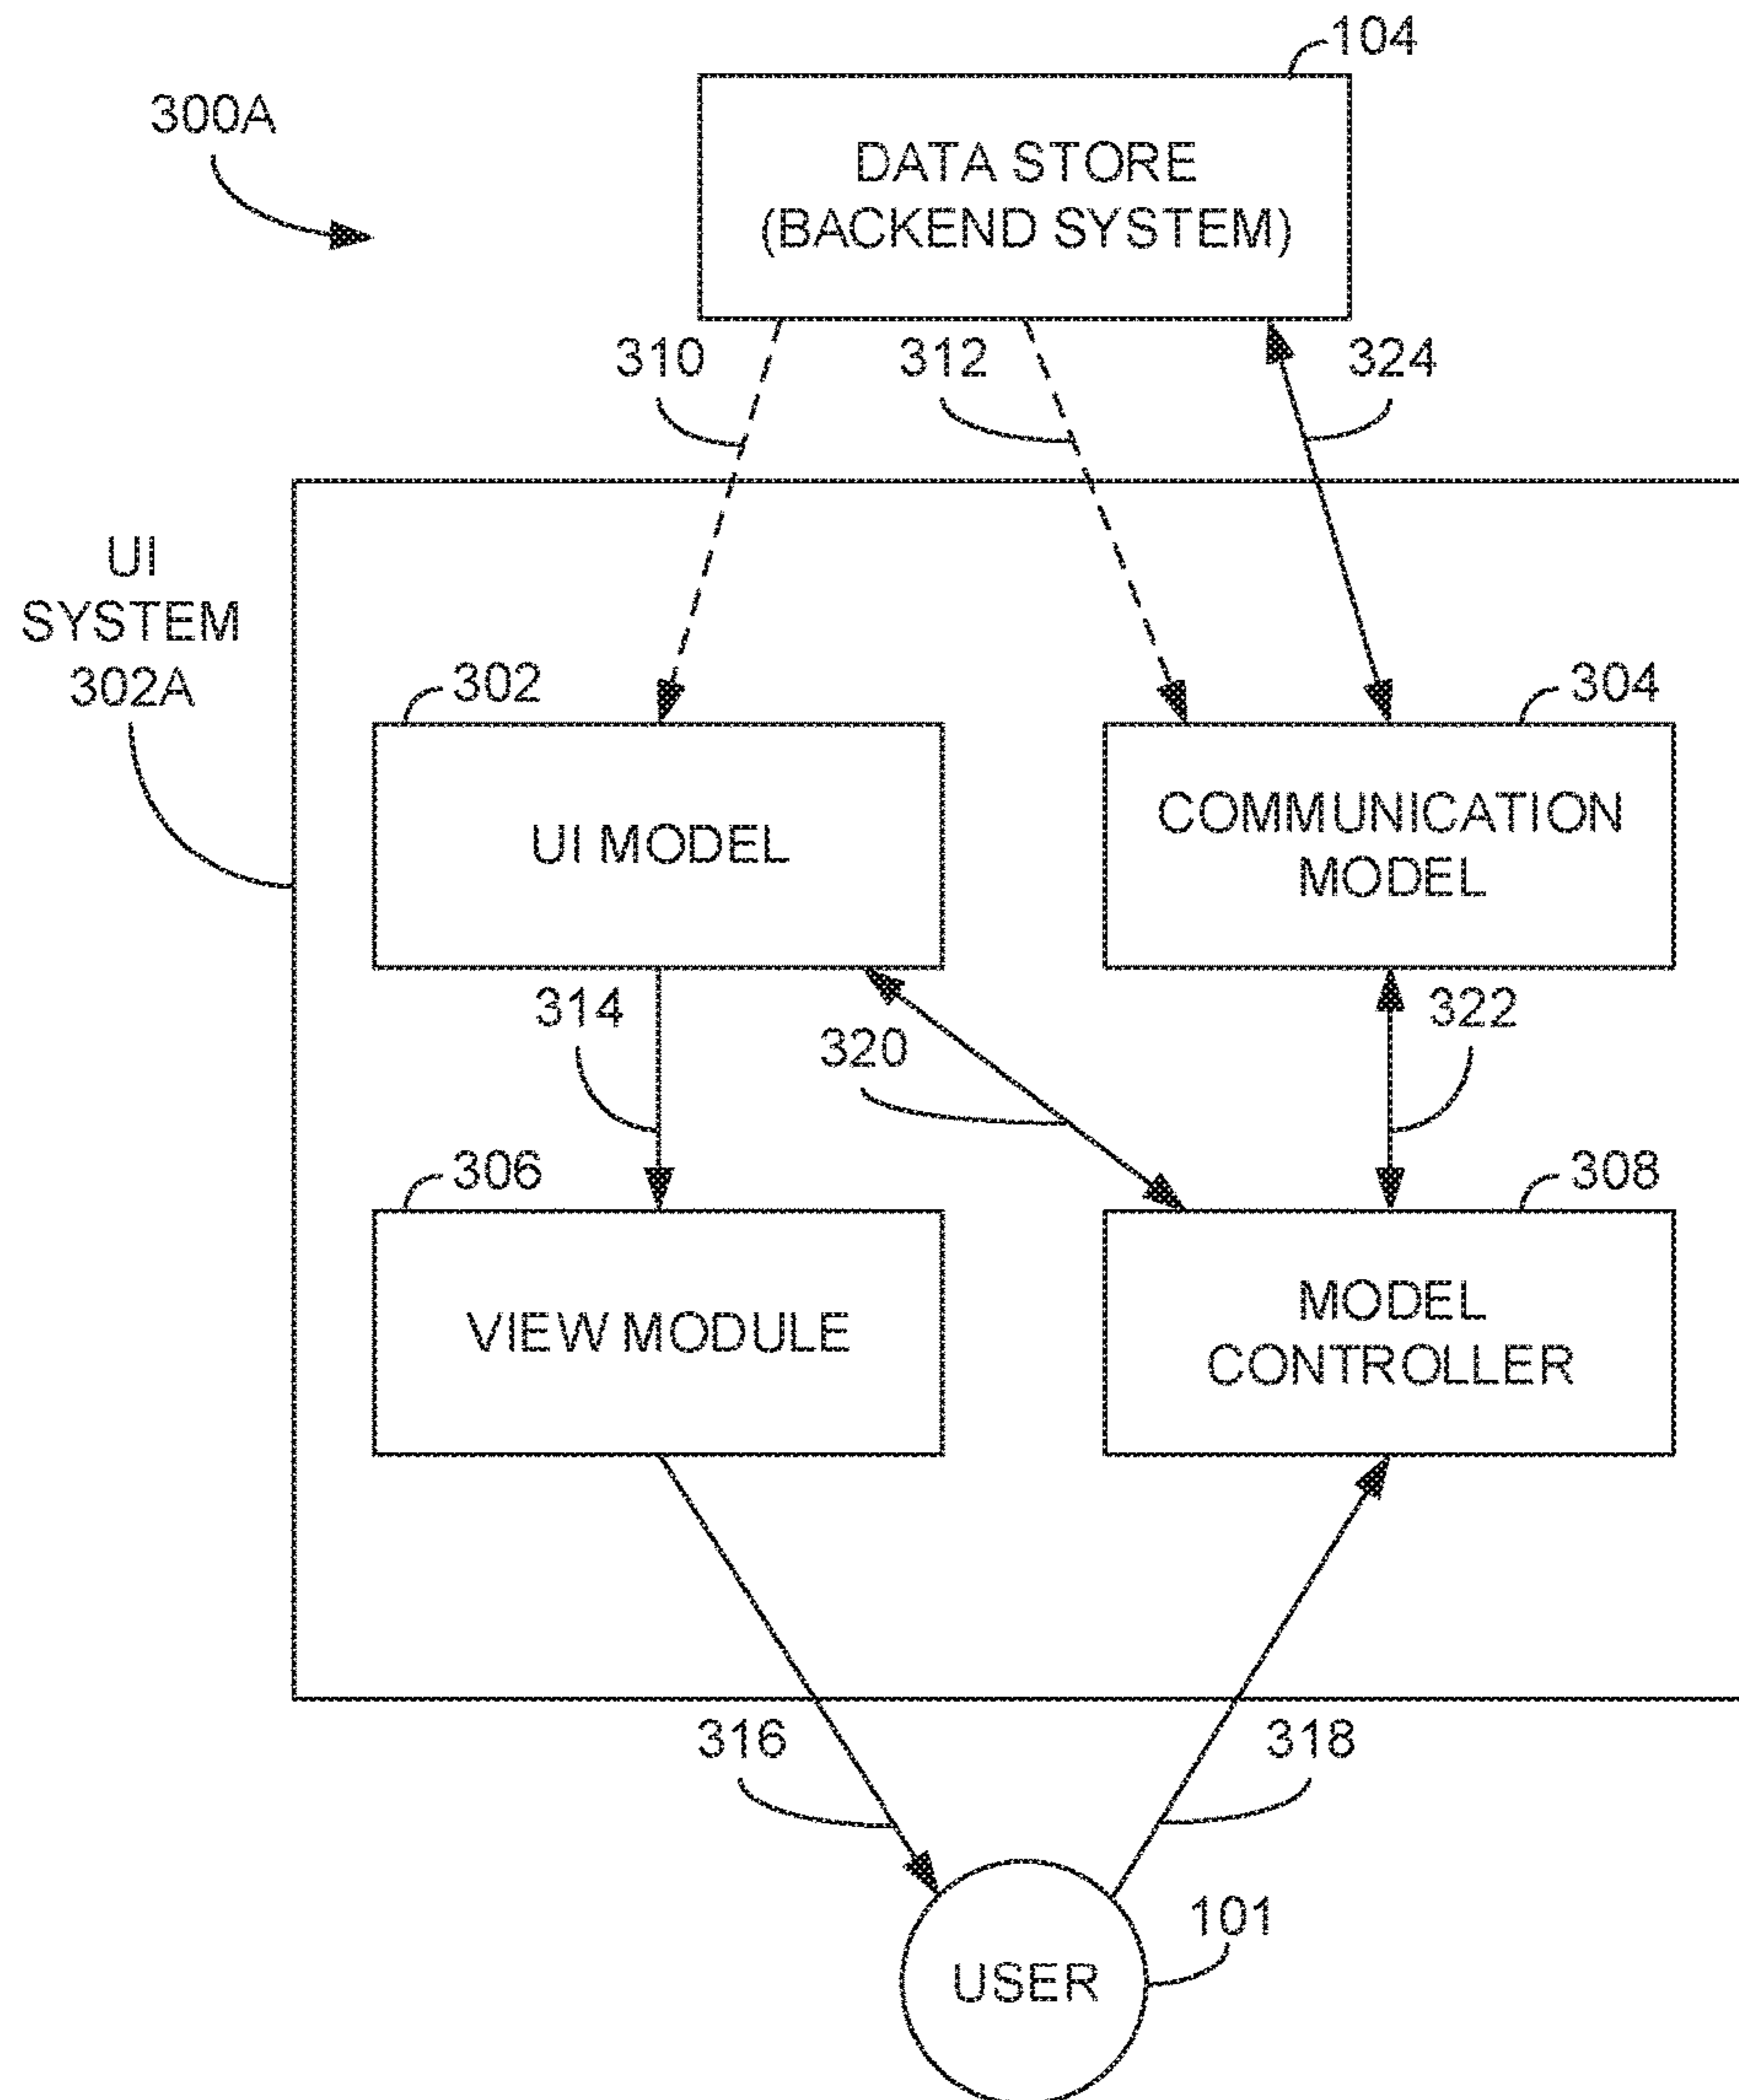 104
300A
DATA STORE
(BACKEND SYSTEM)
310
312
324
UI
SYSTEM
302A
302
304
UI MODEL
COMMUNICATION
MODEL
314
320
322
306
308
VIEW MODULE
MODEL
CONTROLLER
316
318
101
USER